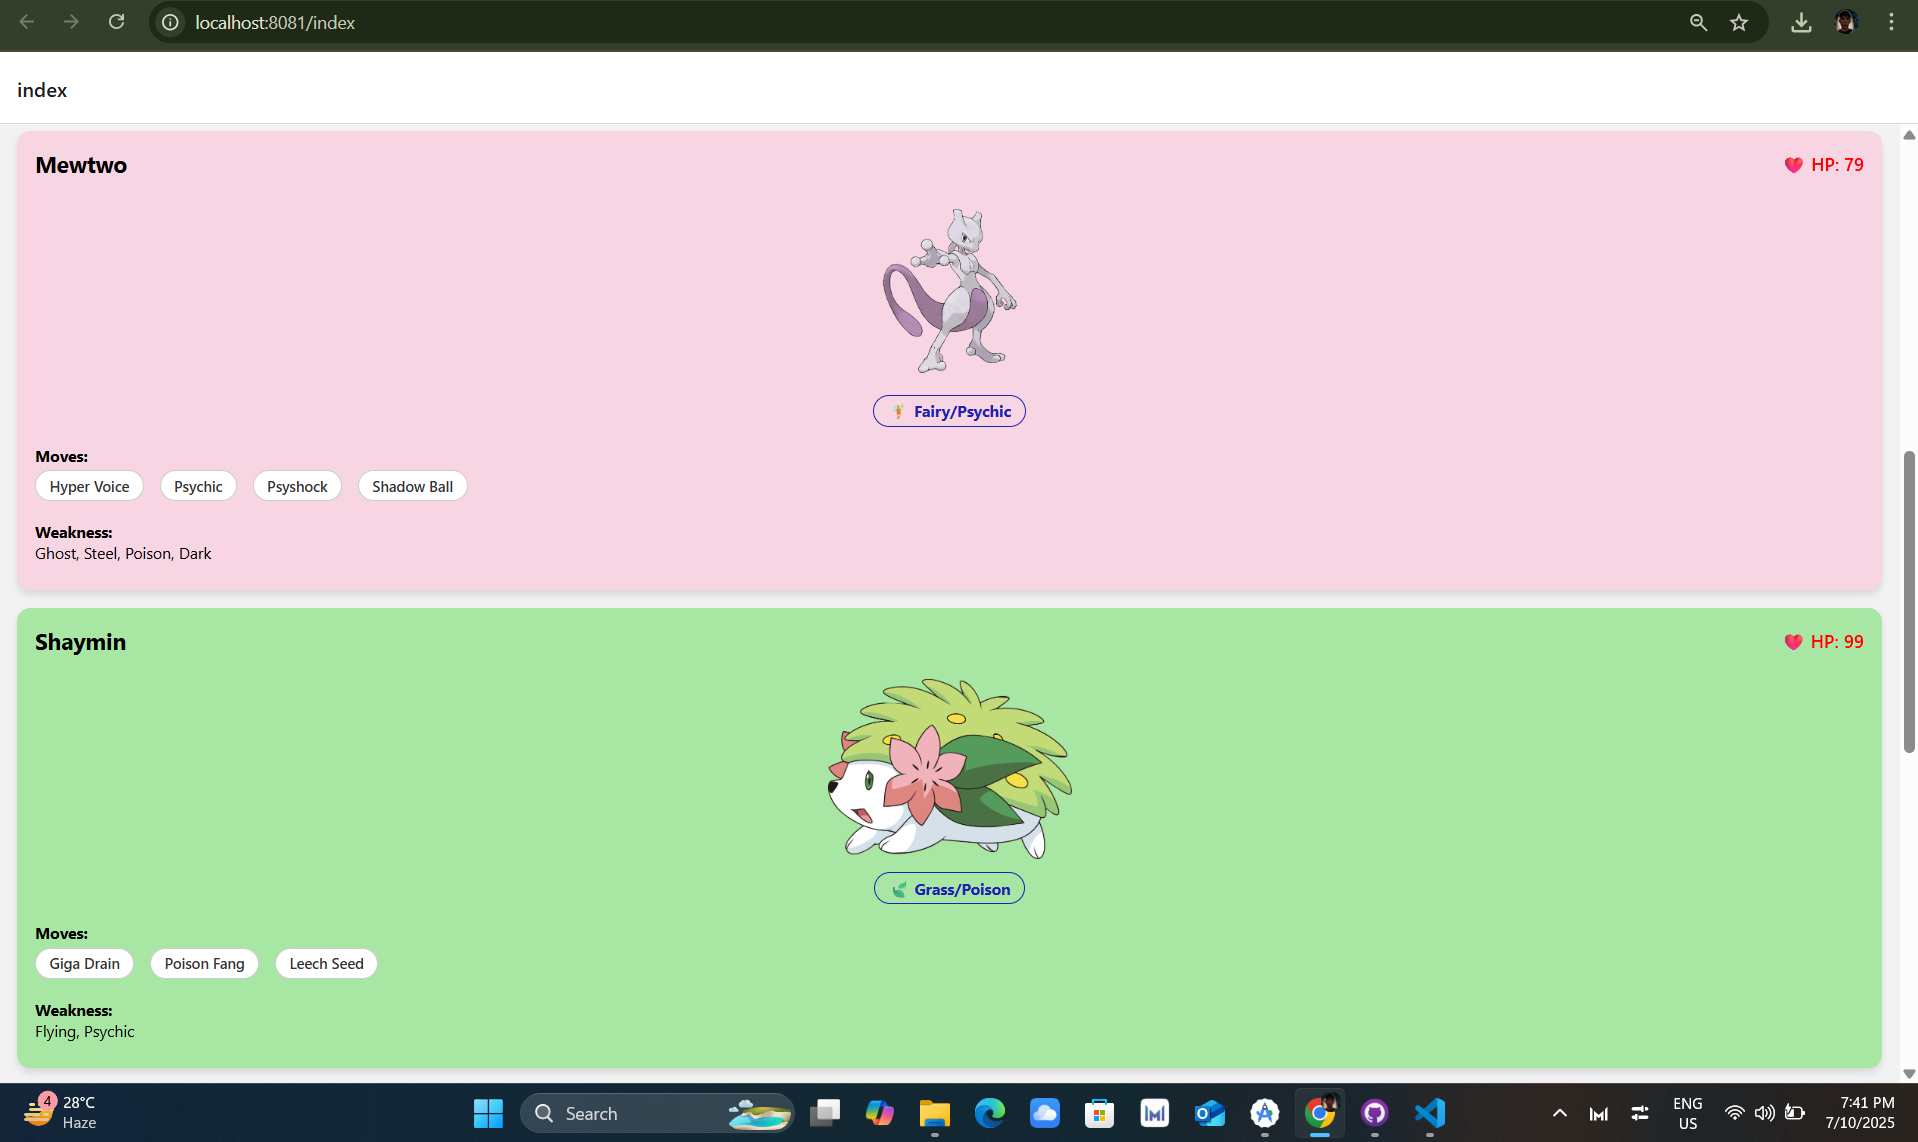 localhost:8081/index
index
Mewtwo
HP: 79
Fairy/Psychic
Moves:
Hyper Voice Psychic Psyshock Shadow Ball
Weakness:
Ghost, Steel, Poison, Dark
Shaymin
HP: 99
Grass/Poison
Moves:
Giga Drain Poison Fang Leech Seed
Weakness:
Flying, Psychic
4
28°C
Haze
Search
ENG
US
7:41 PM
7/10/2025